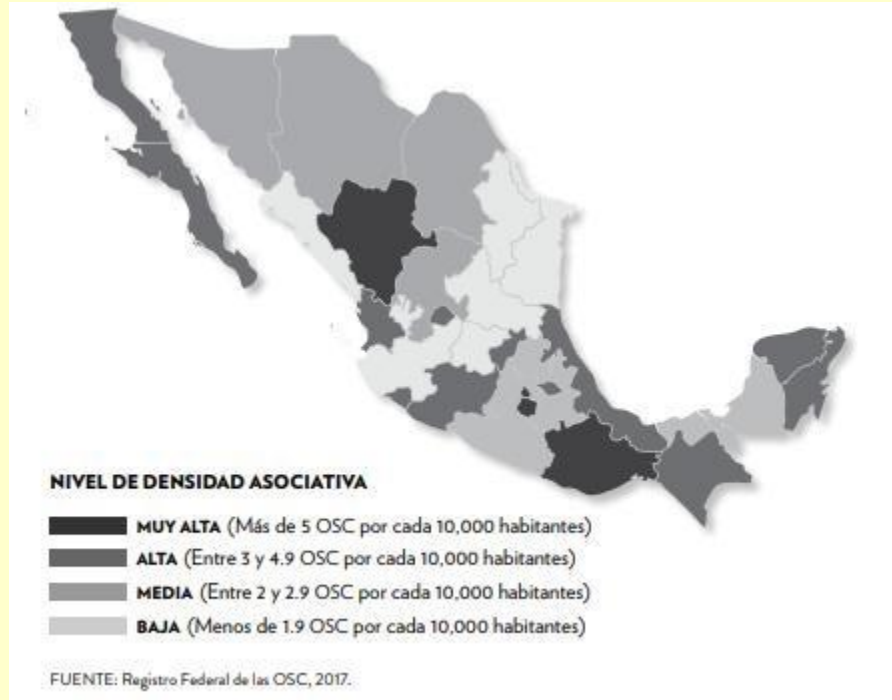 NIVEL DE DENSIDAD ASOCIATIVA
MUY ALTA (Más de 5 OSC por cada 10,000 habitantes)
ALTA (Entre 3 y 4.9 OSC por cada 10,000 habitantes)
MEDIA (Entre 2 y 2.9 OSC por cada 10,000 habitantes)
BAJA (Menos de 1.9 OSC por cada 10,000 habitantes)
FUENTE: Registro Federal de las OSC, 2017.